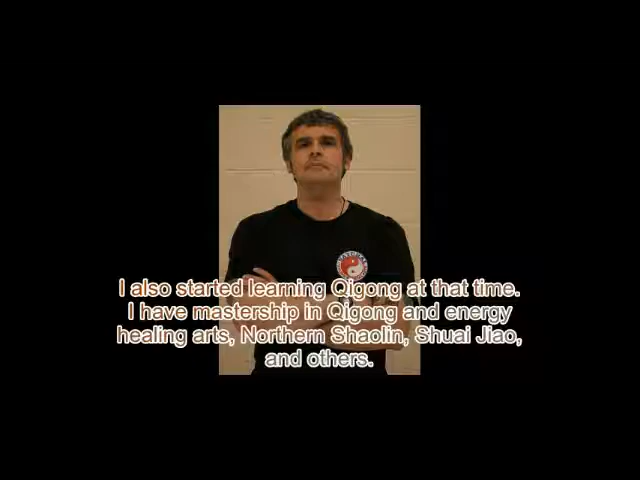 I also started learning Qigong at that time.
I have mastership in Qigong and energy
healing arts, Northern Shaolin, Shuai Jiao,
and others.